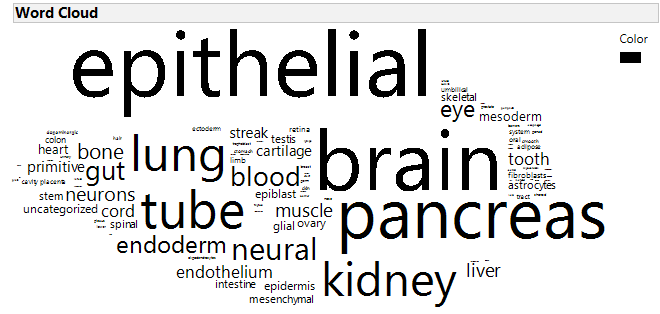 Word Cloud
Color
epithelial
umbilical
skeletal
eye
mesoderm
ectoderm
streak
retina
system
colon
hair
testis
oral
smooth
heart
bone
lung
cartilage
brain
adipose
primitive
gut
limb
tooth
cavity
placenta
blood
fibroblasts
astrocytes
stem
neurons
epiblast
tract
uncategorized
cord
tube
muscle
pancreas
spinal
glial
ovary
endoderm
neural
endothelium
kidney
liver
intestine
epidermis
mesenchymal